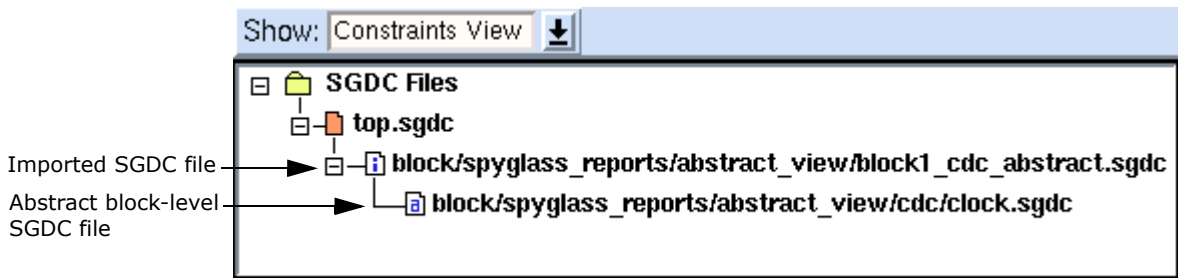 Show: Constraints View
SGDC Files
top.sgdc
Imported SGDC file
i block/spyglass_reports/abstract_view/block1_cdc_abstract.sgdc
Abstract block-level
SGDC file
a block/spyglass_reports/abstract_view/cdc/clock.sgdc